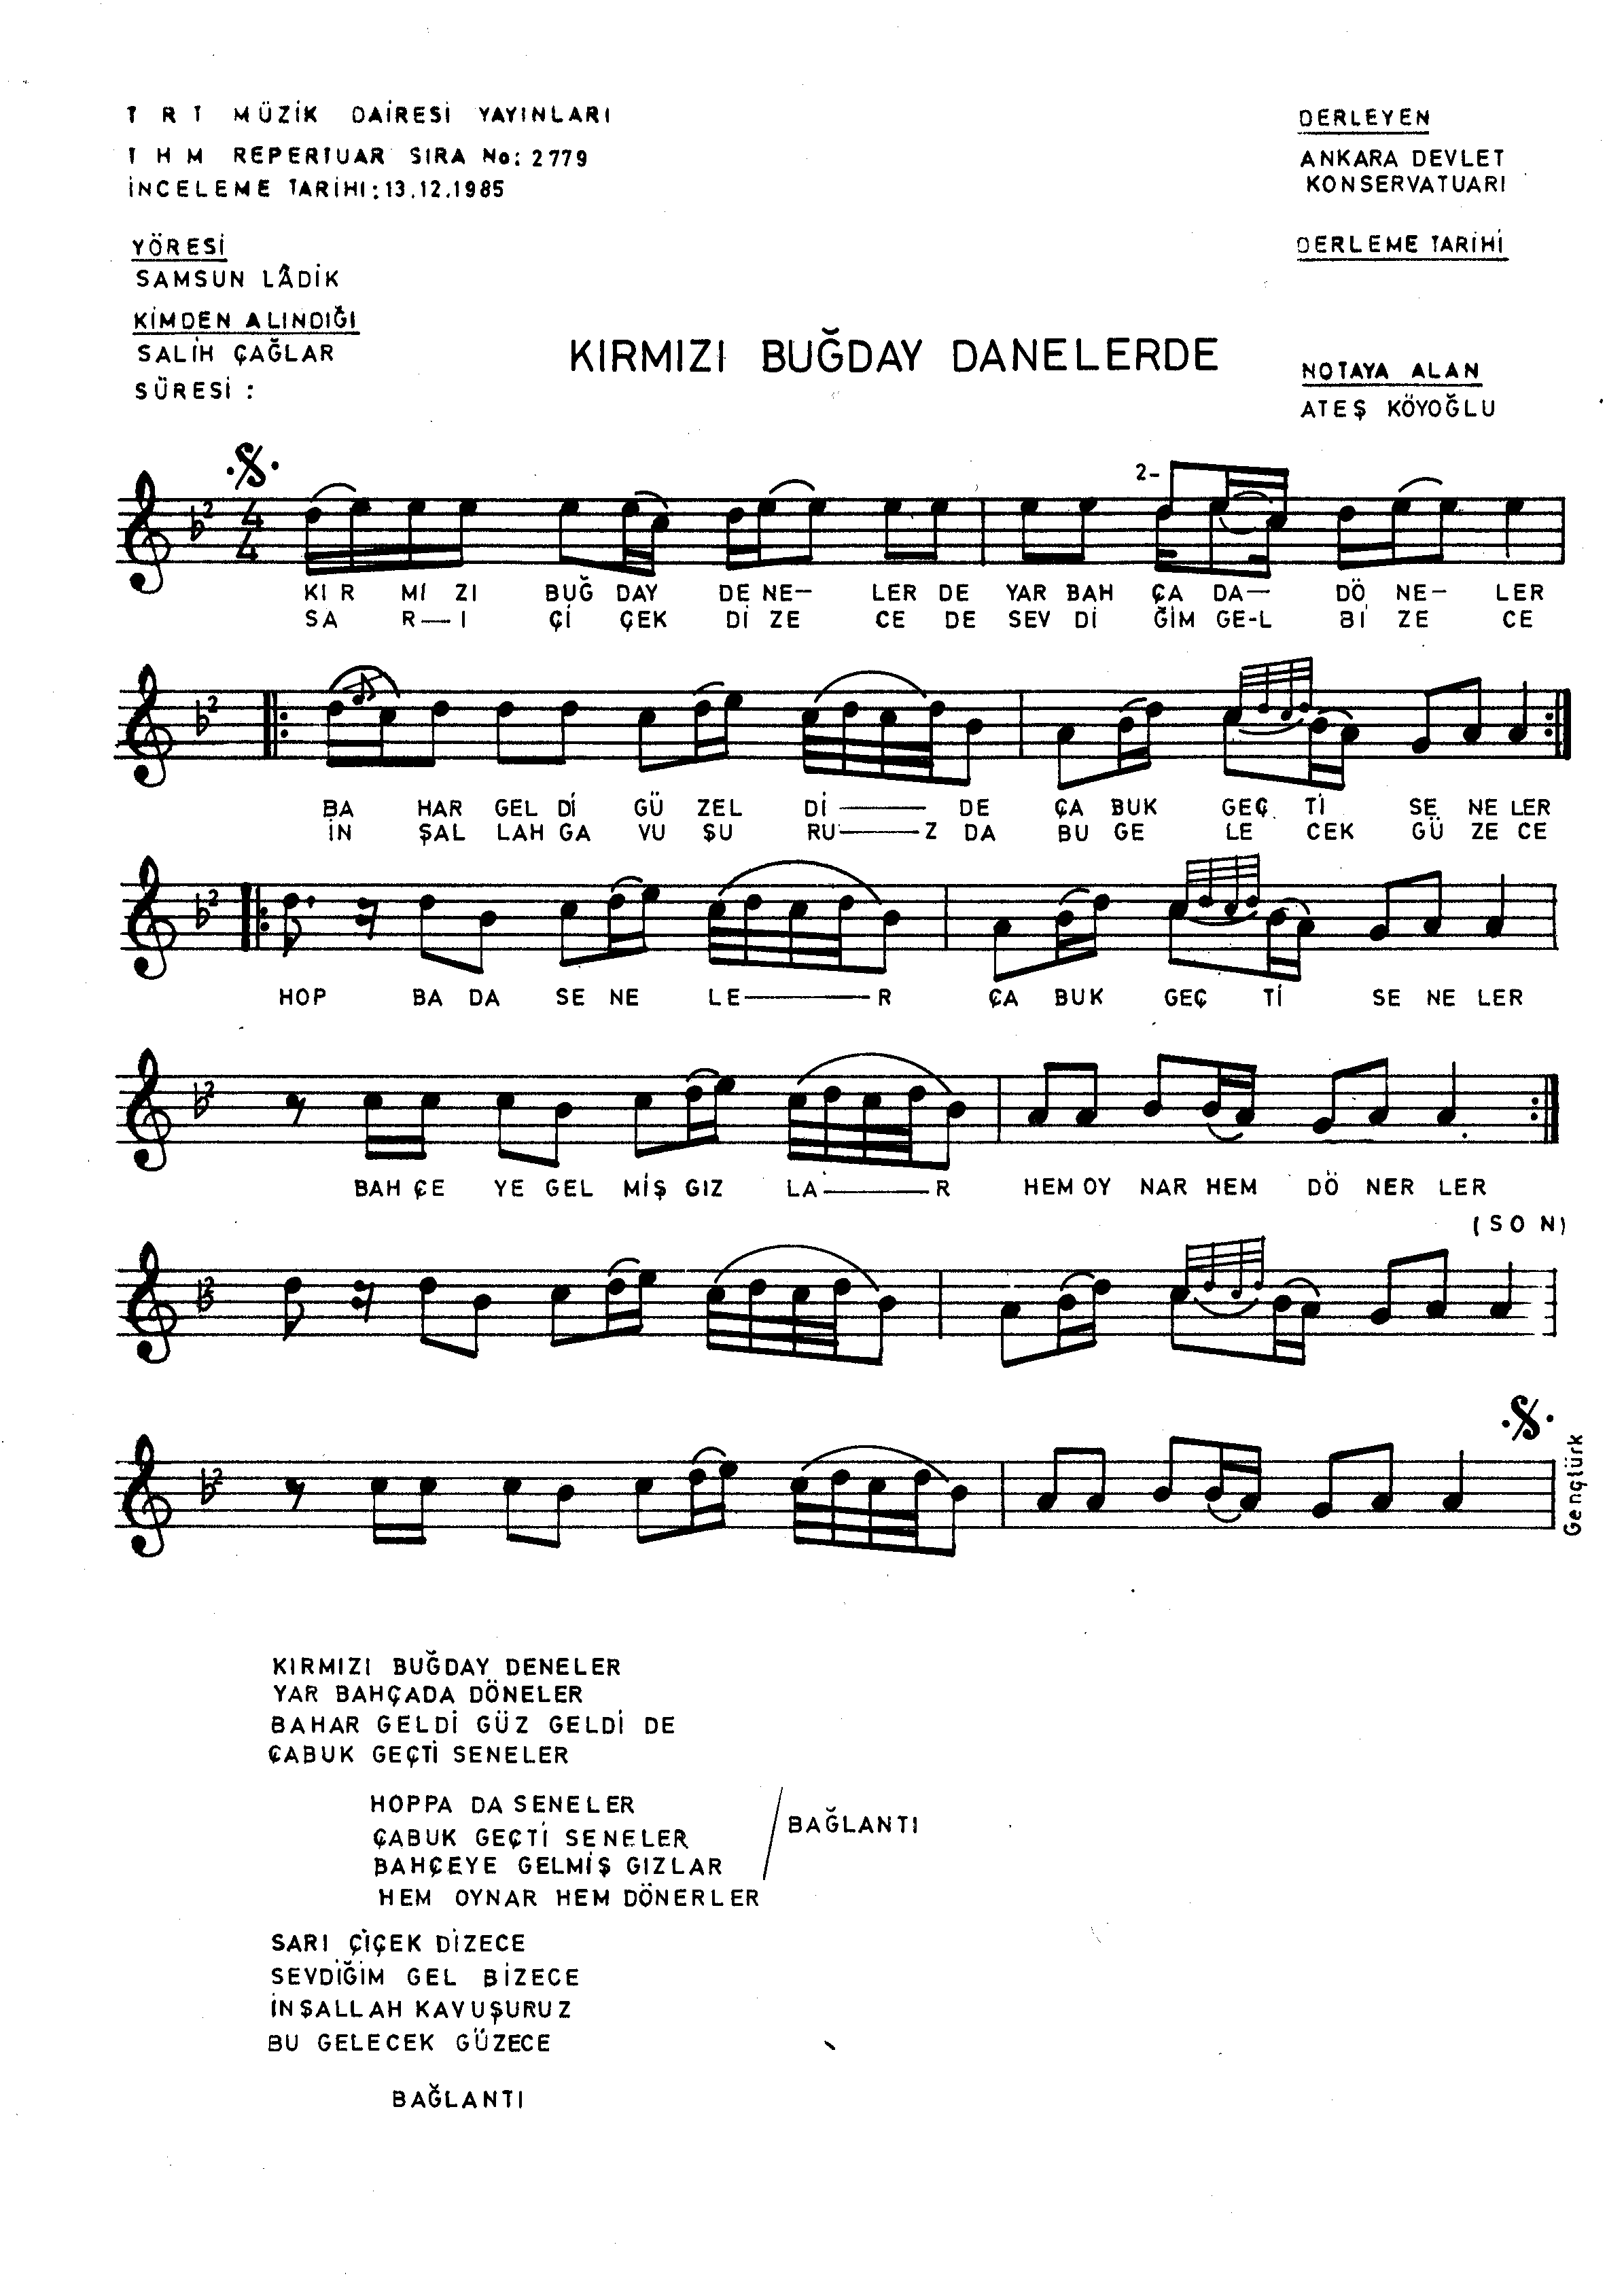 T R T MÜZİK DAİRESİ YAYINLARI
T H M REPERTUAR SIRA No: 2779
İNCELEME TARİHI: 13.12.1985
DERLEYEN
ANKARA DEVLET
KONSERVATUARI
YÖRESİ
SAMSUN LÂDİK
DERLEME TARİHİ
KİMDEN ALINDIĞI
SALİH ÇAĞLAR
SÜRESİ :
KIRMIZI BUĞDAY DANELERDE
NOTAYA ALAN
ATEŞ KÖYOĞLU
2-
4
4
KI R MI ZI BUĞ DAY DE NE— LER DE YAR BAH ÇA DA— DÖ NE— LER
SA R—I Çİ ÇEK Dİ ZE CE DE SEV Dİ ĞİM GE-L Bİ ZE CE
BA HAR GEL Dİ GÜ ZEL Dİ——— DE ÇA BUK GEÇ Tİ SE NE LER
İN ŞAL LAH GA VU ŞU RU———Z DA BU GE LE CEK GÜ ZE CE
HOP BA DA SE NE LE———R ÇA BUK GEÇ Tİ SE NE LER
BAH ÇE YE GEL MİŞ GIZ LA———R HEM OY NAR HEM DÖ NER LER
(SON)
Gençtürk
KIRMIZI BUĞDAY DENELER
YAR BAHÇADA DÖNELER
BAHAR GELDİ GÜZ GELDİ DE
ÇABUK GEÇTİ SENELER
HOPPA DA SENELER
ÇABUK GEÇTİ SENELER
BAĞLANTI
BAHÇEYE GELMİŞ GIZLAR
HEM OYNAR HEM DÖNERLER
SARI ÇİÇEK DİZECE
SEVDİĞİM GEL BİZECE
İNŞALLAH KAVUŞURUZ
BU GELECEK GÜZECE
BAĞLANTI